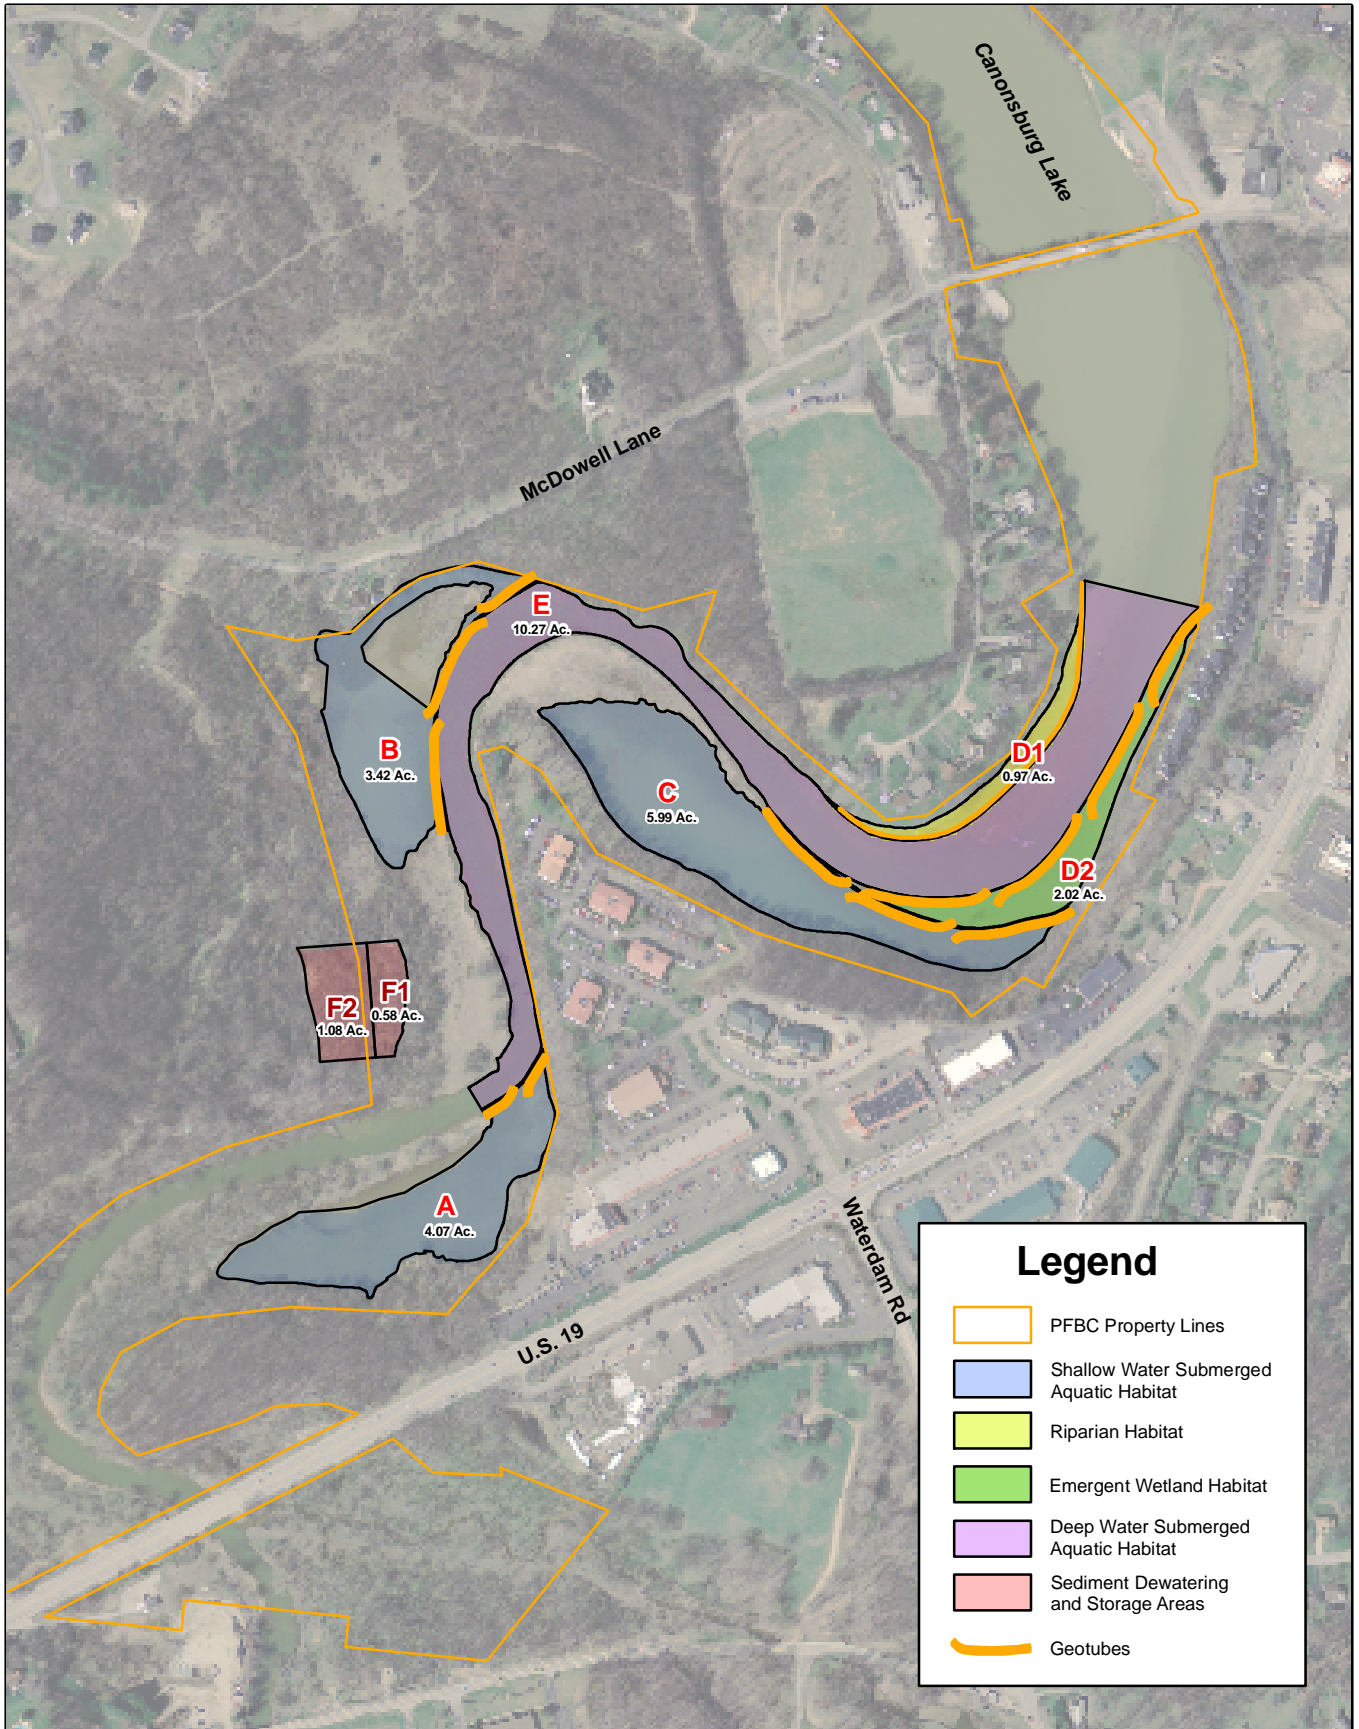 Canonsburg Lake
McDowell Lane
E
10.27 Ac.
B
3.42 Ac.
C
5.99 Ac.
D1
0.97 Ac.
D2
2.02 Ac.
F2
1.08 Ac.
F1
0.58 Ac.
A
4.07 Ac.
Waterdam Rd
U.S. 19
Legend
PFBC Property Lines
Shallow Water Submerged
Aquatic Habitat
Riparian Habitat
Emergent Wetland Habitat
Deep Water Submerged
Aquatic Habitat
Sediment Dewatering
and Storage Areas
Geotubes